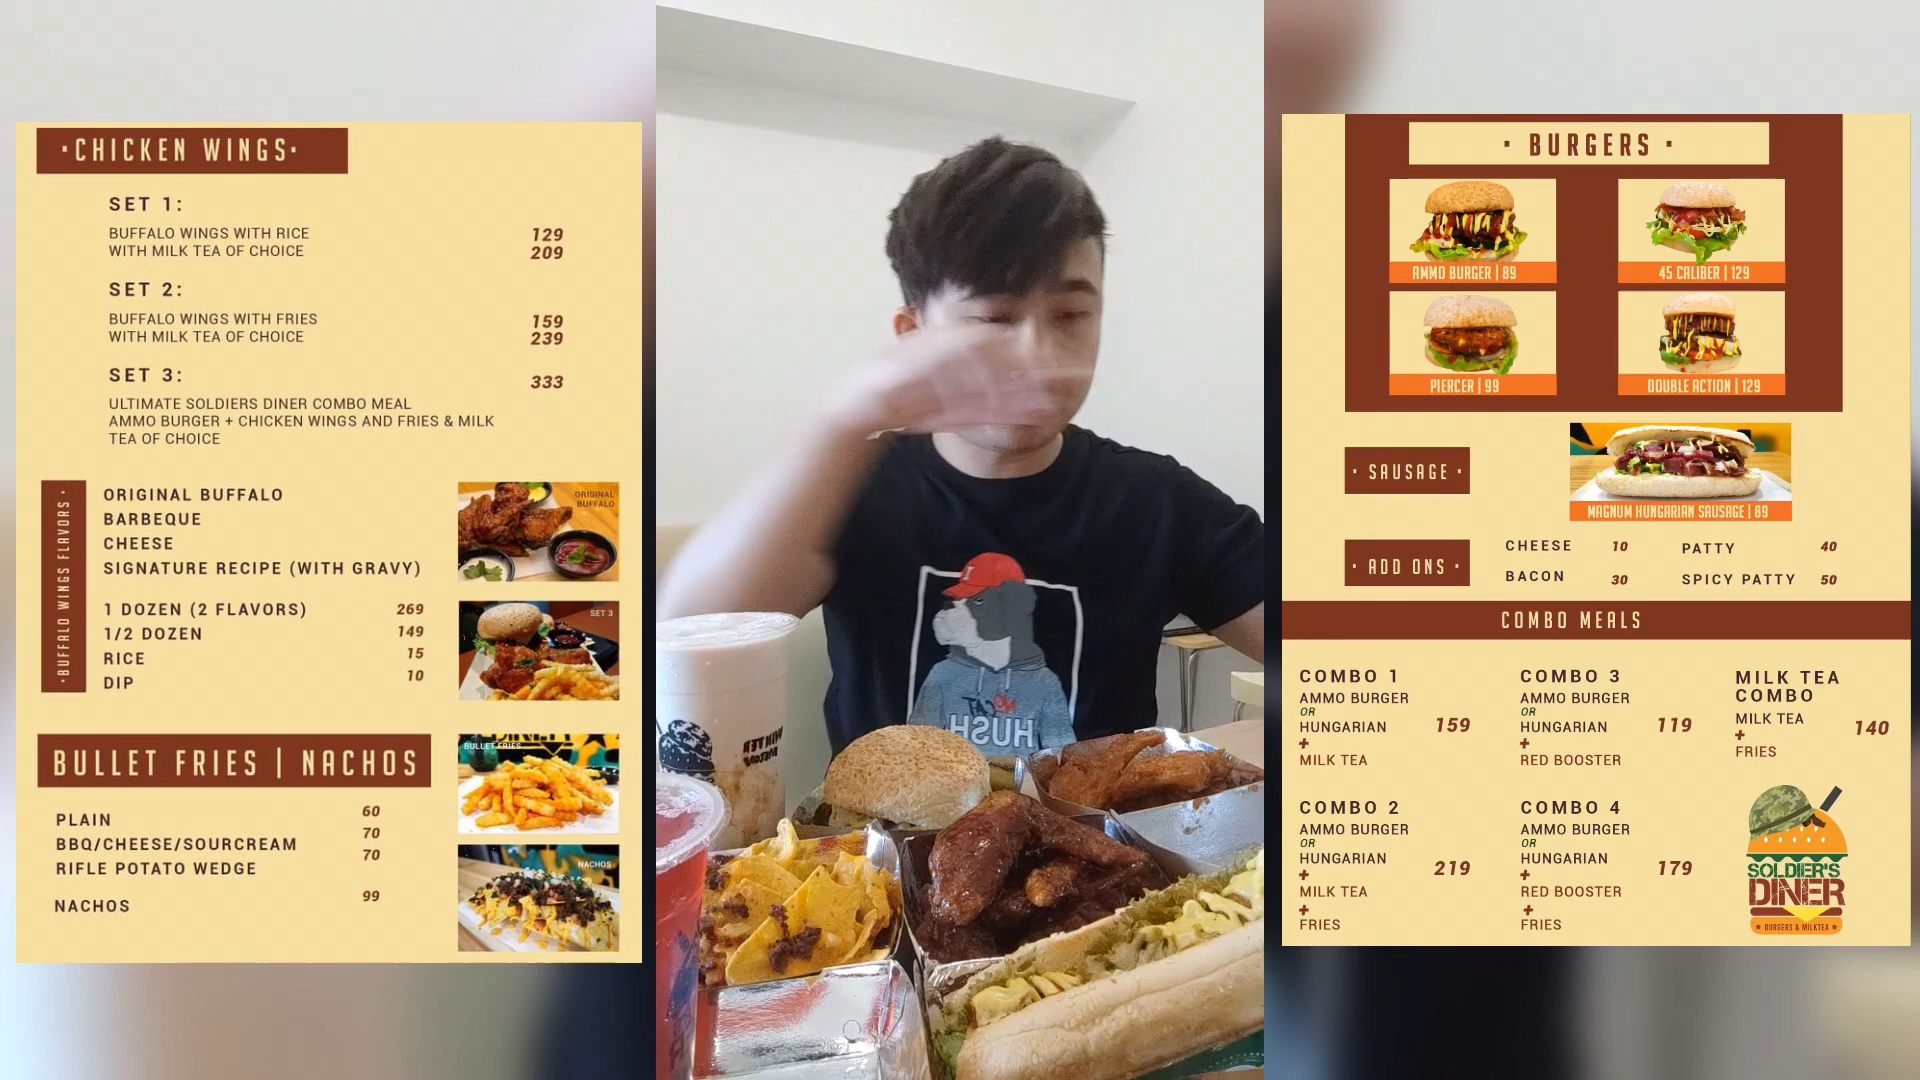 ·CHICKEN WINGS·
SET 1:
BUFFALO WINGS WITH RICE 129
WITH MILK TEA OF CHOICE 209
SET 2:
BUFFALO WINGS WITH FRIES 159
WITH MILK TEA OF CHOICE 239
SET 3: 333
ULTIMATE SOLDIERS DINER COMBO MEAL
AMMO BURGER + CHICKEN WINGS AND FRIES & MILK
TEA OF CHOICE
·BUFFALO WINGS FLAVORS·
ORIGINAL BUFFALO
BARBEQUE
CHEESE
SIGNATURE RECIPE (WITH GRAVY)
1 DOZEN (2 FLAVORS) 269
1/2 DOZEN 149
RICE 15
DIP 10
ORIGINAL
BUFFALO
SET 3
BULLET FRIES | NACHOS
PLAIN 60
BBQ/CHEESE/SOURCREAM 70
RIFLE POTATO WEDGE 70
NACHOS 99
BULLET FRIES
DINER
NACHOS
HUSH
WINTER
MELON
· BURGERS ·
AMMO BURGER | 89
45 CALIBER | 129
PIERCER | 99
DOUBLE ACTION | 129
· SAUSAGE ·
MAGNUM HUNGARIAN SAUSAGE | 89
· ADD ONS ·
CHEESE 10
BACON 30
PATTY 40
SPICY PATTY 50
COMBO MEALS
COMBO 1
AMMO BURGER
OR
HUNGARIAN 159
+
MILK TEA
COMBO 2
AMMO BURGER
OR
HUNGARIAN 219
+
MILK TEA
+
FRIES
COMBO 3
AMMO BURGER
OR
HUNGARIAN 119
+
RED BOOSTER
COMBO 4
AMMO BURGER
OR
HUNGARIAN 179
+
RED BOOSTER
+
FRIES
MILK TEA
COMBO
MILK TEA 140
+
FRIES
SOLDIER'S
DINER
★ BURGERS & MILKTEA ★